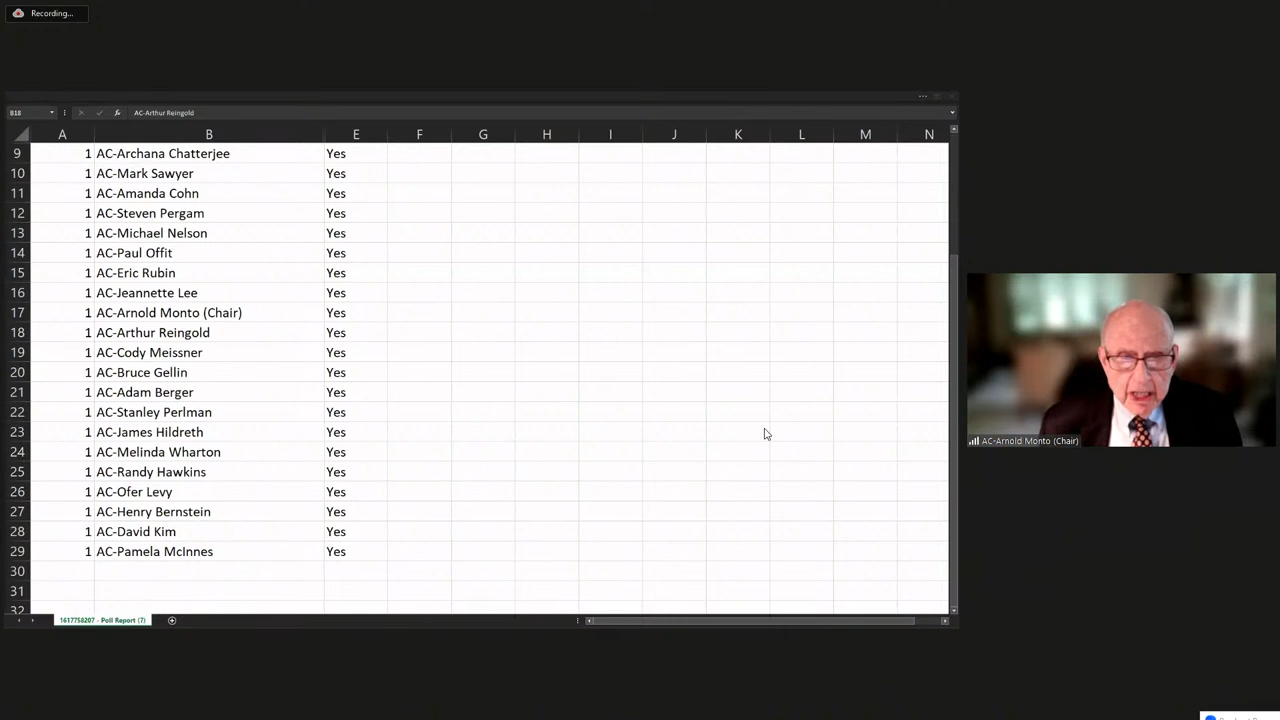 Recording...
B18 AC-Arthur Reingold
A B E F G H I J K L M N
9 1 AC-Archana Chatterjee Yes
10 1 AC-Mark Sawyer Yes
11 1 AC-Amanda Cohn Yes
12 1 AC-Steven Pergam Yes
13 1 AC-Michael Nelson Yes
14 1 AC-Paul Offit Yes
15 1 AC-Eric Rubin Yes
16 1 AC-Jeannette Lee Yes
17 1 AC-Arnold Monto (Chair) Yes
18 1 AC-Arthur Reingold Yes
19 1 AC-Cody Meissner Yes
20 1 AC-Bruce Gellin Yes
21 1 AC-Adam Berger Yes
22 1 AC-Stanley Perlman Yes
23 1 AC-James Hildreth Yes
24 1 AC-Melinda Wharton Yes
25 1 AC-Randy Hawkins Yes
26 1 AC-Ofer Levy Yes
27 1 AC-Henry Bernstein Yes
28 1 AC-David Kim Yes
29 1 AC-Pamela McInnes Yes
30
31
32
1617758207 - Poll Report (7)
AC-Arnold Monto (Chair)